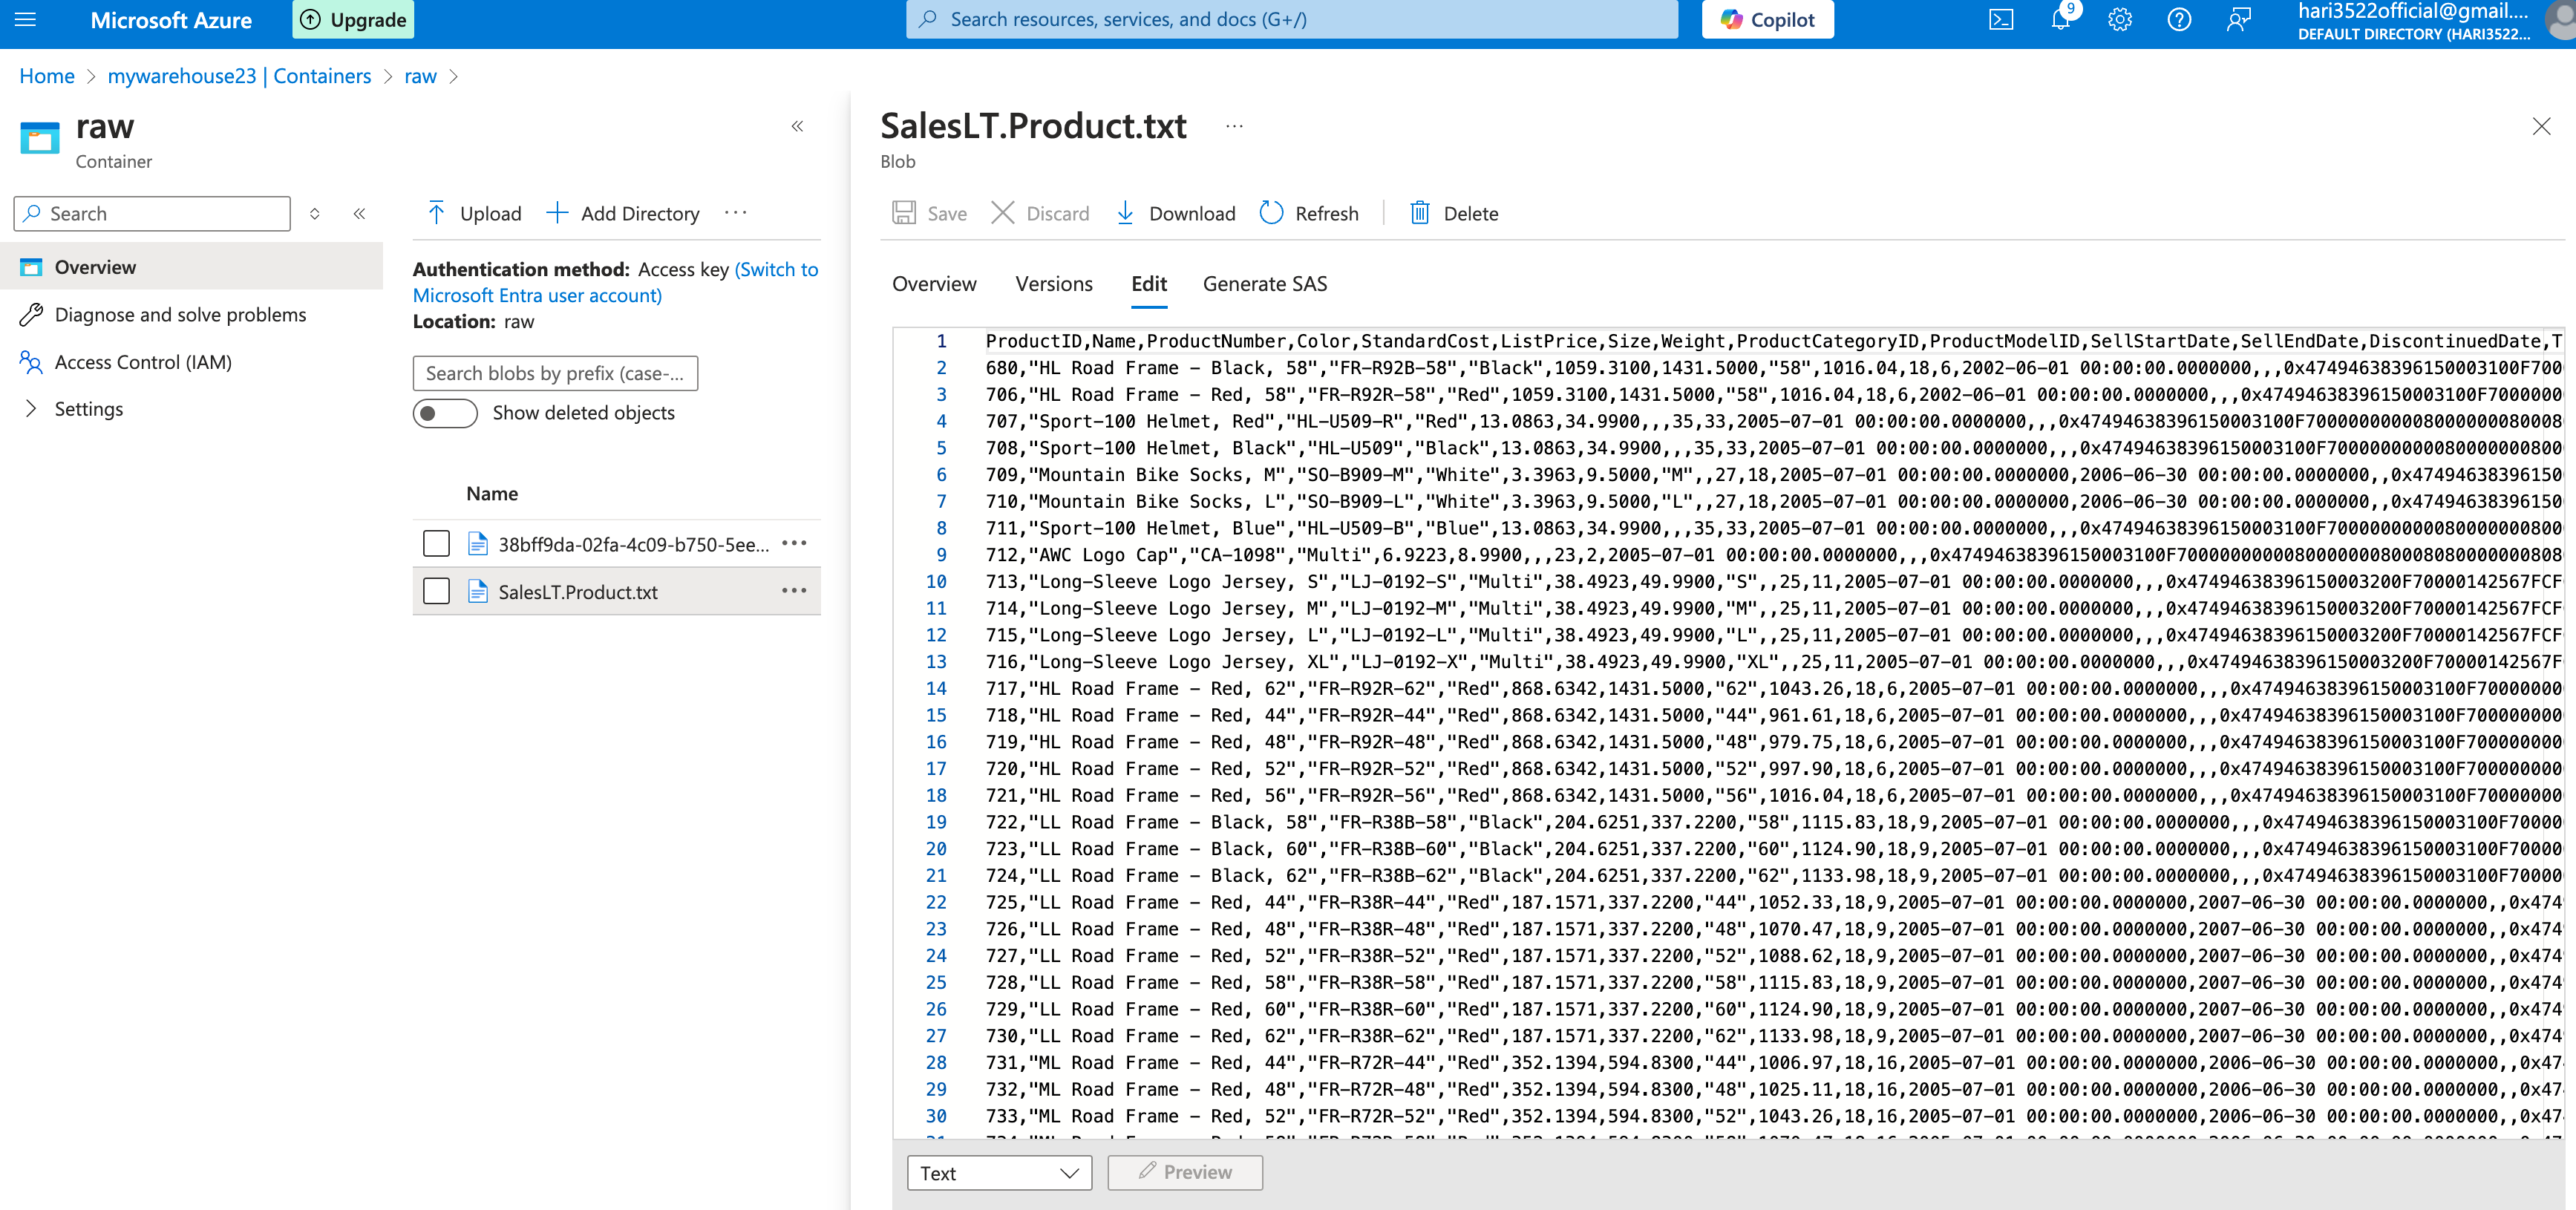 Microsoft Azure
Upgrade
Search resources, services, and docs (G+/)
Copilot
9
hari3522official@gmail....
DEFAULT DIRECTORY (HARI3522...
Home > mywarehouse23 | Containers > raw >
raw
Container
Search
Overview
Diagnose and solve problems
Access Control (IAM)
Settings
Upload
Add Directory
Authentication method: Access key (Switch to
Microsoft Entra user account)
Location: raw
Search blobs by prefix (case-...
Show deleted objects
Name
38bff9da-02fa-4c09-b750-5ee...
SalesLT.Product.txt
SalesLT.Product.txt
Blob
Save
Discard
Download
Refresh
Delete
Overview
Versions
Edit
Generate SAS
1 ProductID,Name,ProductNumber,Color,StandardCost,ListPrice,Size,Weight,ProductCategoryID,ProductModelID,SellStartDate,SellEndDate,DiscontinuedDate,T
2 680,"HL Road Frame - Black, 58","FR-R92B-58","Black",1059.3100,1431.5000,"58",1016.04,18,6,2002-06-01 00:00:00.0000000,,,0x47494638396150003100F700
3 706,"HL Road Frame - Red, 58","FR-R92R-58","Red",1059.3100,1431.5000,"58",1016.04,18,6,2002-06-01 00:00:00.0000000,,,0x47494638396150003100F7000000
4 707,"Sport-100 Helmet, Red","HL-U509-R","Red",13.0863,34.9900,,,35,33,2005-07-01 00:00:00.0000000,,,0x47494638396150003100F700000000008000000080008
5 708,"Sport-100 Helmet, Black","HL-U509","Black",13.0863,34.9900,,,35,33,2005-07-01 00:00:00.0000000,,,0x47494638396150003100F7000000000080000000800
6 709,"Mountain Bike Socks, M","SO-B909-M","White",3.3963,9.5000,"M",,27,18,2005-07-01 00:00:00.0000000,2006-06-30 00:00:00.0000000,,0x4749463839615
7 710,"Mountain Bike Socks, L","SO-B909-L","White",3.3963,9.5000,"L",,27,18,2005-07-01 00:00:00.0000000,2006-06-30 00:00:00.0000000,,0x4749463839615
8 711,"Sport-100 Helmet, Blue","HL-U509-B","Blue",13.0863,34.9900,,,35,33,2005-07-01 00:00:00.0000000,,,0x47494638396150003100F700000000008000000800
9 712,"AWC Logo Cap","CA-1098","Multi",6.9223,8.9900,,,23,2,2005-07-01 00:00:00.0000000,,,0x47494638396150003100F7000000000080000000800080800000000808
10 713,"Long-Sleeve Logo Jersey, S","LJ-0192-S","Multi",38.4923,49.9900,"S",,25,11,2005-07-01 00:00:00.0000000,,,0x47494638396150003200F70000142567FCF
11 714,"Long-Sleeve Logo Jersey, M","LJ-0192-M","Multi",38.4923,49.9900,"M",,25,11,2005-07-01 00:00:00.0000000,,,0x47494638396150003200F70000142567FCF
12 715,"Long-Sleeve Logo Jersey, L","LJ-0192-L","Multi",38.4923,49.9900,"L",,25,11,2005-07-01 00:00:00.0000000,,,0x47494638396150003200F70000142567FCF
13 716,"Long-Sleeve Logo Jersey, XL","LJ-0192-X","Multi",38.4923,49.9900,"XL",,25,11,2005-07-01 00:00:00.0000000,,,0x47494638396150003200F70000142567F
14 717,"HL Road Frame - Red, 62","FR-R92R-62","Red",868.6342,1431.5000,"62",1043.26,18,6,2005-07-01 00:00:00.0000000,,,0x47494638396150003100F70000000
15 718,"HL Road Frame - Red, 44","FR-R92R-44","Red",868.6342,1431.5000,"44",961.61,18,6,2005-07-01 00:00:00.0000000,,,0x47494638396150003100F700000000
16 719,"HL Road Frame - Red, 48","FR-R92R-48","Red",868.6342,1431.5000,"48",979.75,18,6,2005-07-01 00:00:00.0000000,,,0x47494638396150003100F700000000
17 720,"HL Road Frame - Red, 52","FR-R92R-52","Red",868.6342,1431.5000,"52",997.90,18,6,2005-07-01 00:00:00.0000000,,,0x47494638396150003100F700000000
18 721,"HL Road Frame - Red, 56","FR-R92R-56","Red",868.6342,1431.5000,"56",1016.04,18,6,2005-07-01 00:00:00.0000000,,,0x47494638396150003100F70000000
19 722,"LL Road Frame - Black, 58","FR-R38B-58","Black",204.6251,337.2200,"58",1115.83,18,9,2005-07-01 00:00:00.0000000,,,0x47494638396150003100F70000
20 723,"LL Road Frame - Black, 60","FR-R38B-60","Black",204.6251,337.2200,"60",1124.90,18,9,2005-07-01 00:00:00.0000000,,,0x47494638396150003100F70000
21 724,"LL Road Frame - Black, 62","FR-R38B-62","Black",204.6251,337.2200,"62",1133.98,18,9,2005-07-01 00:00:00.0000000,,,0x47494638396150003100F70000
22 725,"LL Road Frame - Red, 44","FR-R38R-44","Red",187.1571,337.2200,"44",1052.33,18,9,2005-07-01 00:00:00.0000000,2007-06-30 00:00:00.0000000,,0x474
23 726,"LL Road Frame - Red, 48","FR-R38R-48","Red",187.1571,337.2200,"48",1070.47,18,9,2005-07-01 00:00:00.0000000,2007-06-30 00:00:00.0000000,,0x474
24 727,"LL Road Frame - Red, 52","FR-R38R-52","Red",187.1571,337.2200,"52",1088.62,18,9,2005-07-01 00:00:00.0000000,2007-06-30 00:00:00.0000000,,0x474
25 728,"LL Road Frame - Red, 58","FR-R38R-58","Red",187.1571,337.2200,"58",1115.83,18,9,2005-07-01 00:00:00.0000000,2007-06-30 00:00:00.0000000,,0x474
26 729,"LL Road Frame - Red, 60","FR-R38R-60","Red",187.1571,337.2200,"60",1124.90,18,9,2005-07-01 00:00:00.0000000,2007-06-30 00:00:00.0000000,,0x474
27 730,"LL Road Frame - Red, 62","FR-R38R-62","Red",187.1571,337.2200,"62",1133.98,18,9,2005-07-01 00:00:00.0000000,2007-06-30 00:00:00.0000000,,0x474
28 731,"ML Road Frame - Red, 44","FR-R72R-44","Red",352.1394,594.8300,"44",1006.97,18,16,2005-07-01 00:00:00.0000000,2006-06-30 00:00:00.0000000,,0x47
29 732,"ML Road Frame - Red, 48","FR-R72R-48","Red",352.1394,594.8300,"48",1025.11,18,16,2005-07-01 00:00:00.0000000,2006-06-30 00:00:00.0000000,,0x47
30 733,"ML Road Frame - Red, 52","FR-R72R-52","Red",352.1394,594.8300,"52",1043.26,18,16,2005-07-01 00:00:00.0000000,2006-06-30 00:00:00.0000000,,0x47
Text
Preview